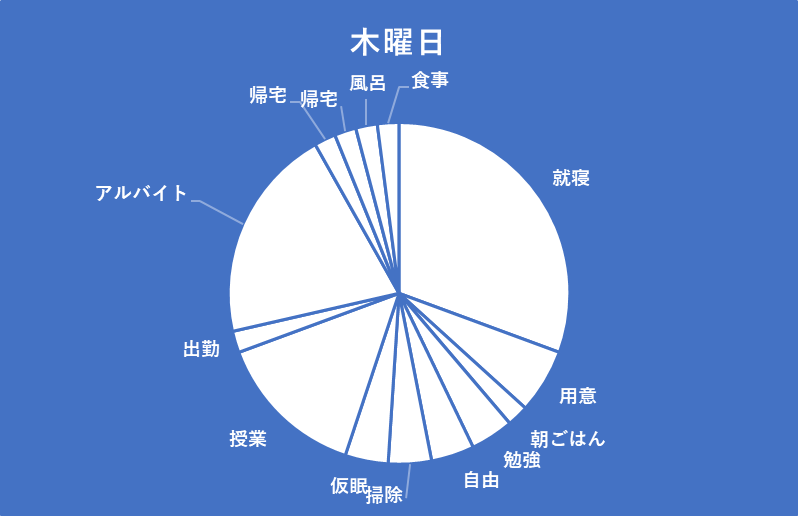 木曜日
食事
風呂
帰宅
帰宅
就寝
アルバイト
出勤
用意
授業
朝ごはん
勉強
自由
仮眠
掃除